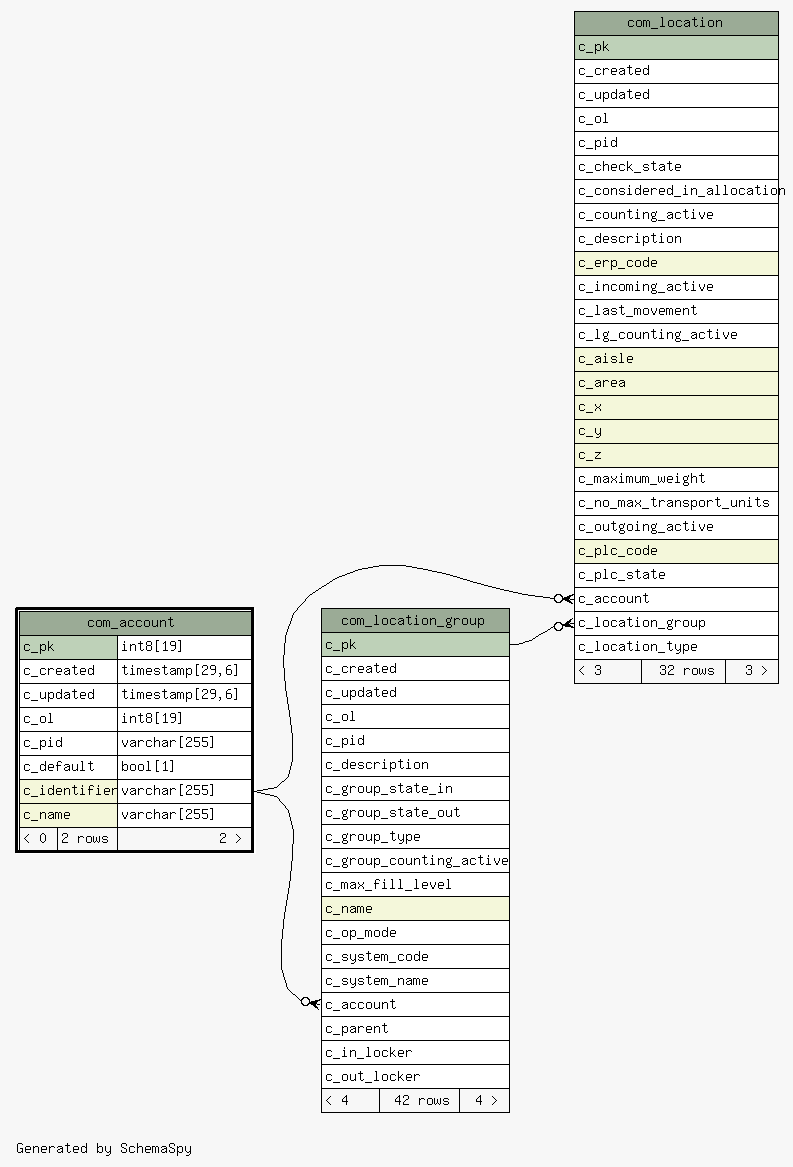 com_location
c_pk
c_created
c_updated
c_ol
c_pid
c_check_state
c_considered_in_allocation
c_counting_active
c_description
c_erp_code
c_incoming_active
c_last_movement
c_lg_counting_active
c_aisle
c_area
c_x
c_y
c_z
c_maximum_weight
c_no_max_transport_units
c_outgoing_active
c_plc_code
c_plc_state
c_account
c_location_group
c_location_type
< 3 32 rows 3 >
com_account
c_pk int8[19]
c_created timestamp[29,6]
c_updated timestamp[29,6]
c_ol int8[19]
c_pid varchar[255]
c_default bool[1]
c_identifier varchar[255]
c_name varchar[255]
< 0 2 rows 2 >
com_location_group
c_pk
c_created
c_updated
c_ol
c_pid
c_description
c_group_state_in
c_group_state_out
c_group_type
c_group_counting_active
c_max_fill_level
c_name
c_op_mode
c_system_code
c_system_name
c_account
c_parent
c_in_locker
c_out_locker
< 4 42 rows 4 >
Generated by SchemaSpy